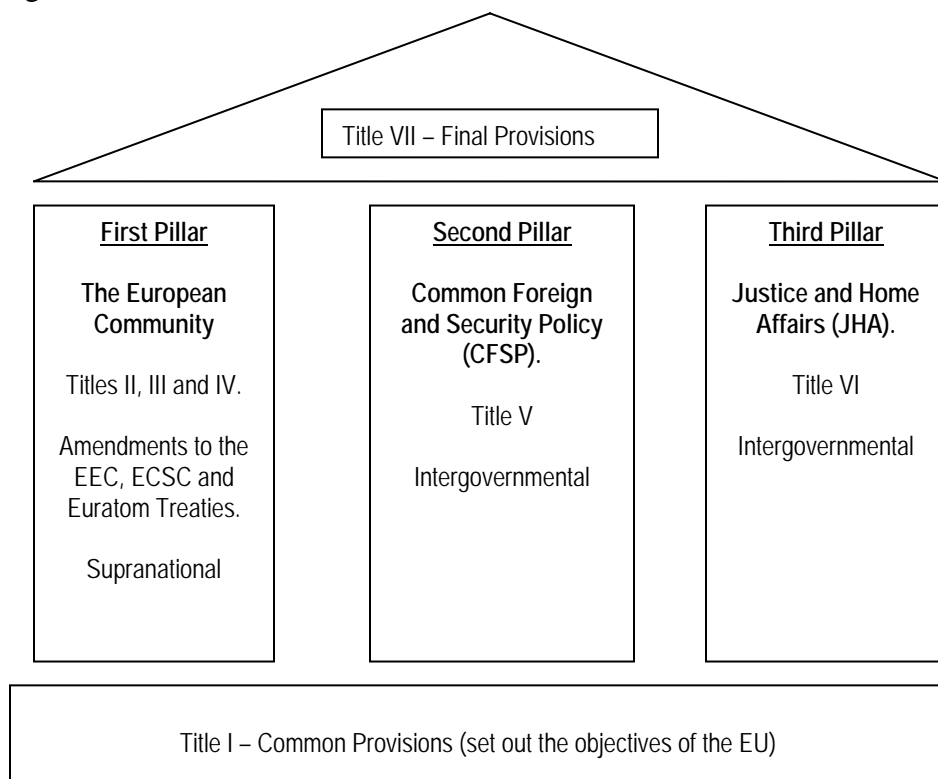 Title VII – Final Provisions
First Pillar
The European
Community
Titles II, III and IV.
Amendments to the
EEC, ECSC and
Euratom Treaties.
Supranational
Second Pillar
Common Foreign
and Security Policy
(CFSP).
Title V
Intergovernmental
Third Pillar
Justice and Home
Affairs (JHA).
Title VI
Intergovernmental
Title I – Common Provisions (set out the objectives of the EU)